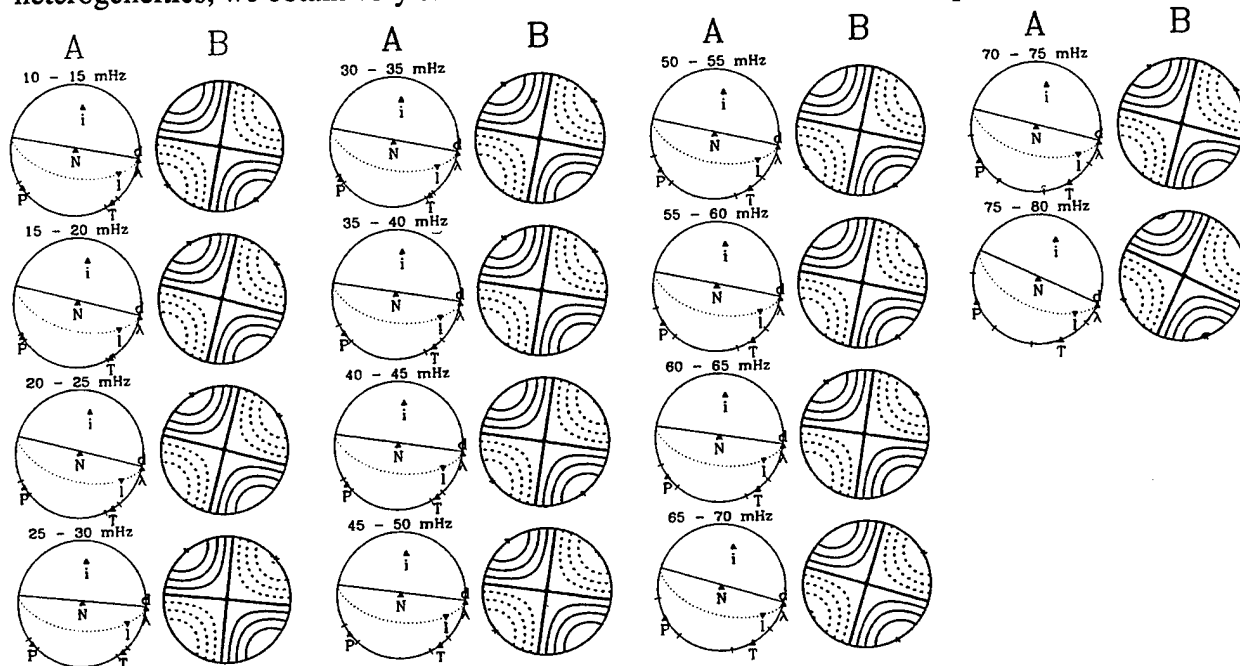 heterogeneities, we obtain very
A B A B A B A B
10 - 15 mHz 30 - 35 mHz 50 - 55 mHz 70 - 75 mHz
i i i i
N d N d N d N d
P I λ P I λ P I λ P I λ
T T T T
15 - 20 mHz 35 - 40 mHz 55 - 60 mHz 75 - 80 mHz
i i i i
N d N d N d N d
P I λ P I λ P I λ P I λ
T T T T
20 - 25 mHz 40 - 45 mHz 60 - 65 mHz
i i i
N d N d N d
P I λ P I λ P I λ
T T T
25 - 30 mHz 45 - 50 mHz 65 - 70 mHz
i i i
N d N d N d
P I λ P I λ P I λ
T T T